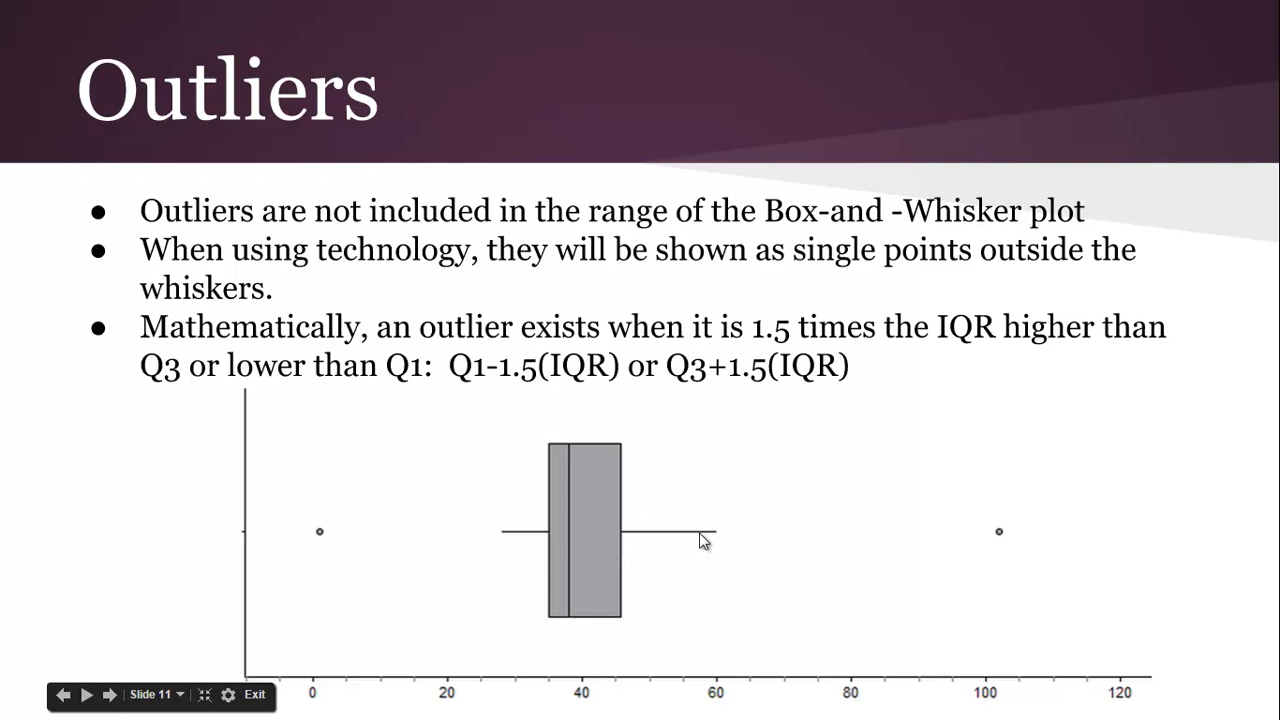 Outliers
● Outliers are not included in the range of the Box-and -Whisker plot
● When using technology, they will be shown as single points outside the
whiskers.
● Mathematically, an outlier exists when it is 1.5 times the IQR higher than
Q3 or lower than Q1: Q1-1.5(IQR) or Q3+1.5(IQR)
0 20 40 60 80 100 120
Slide 11 Exit